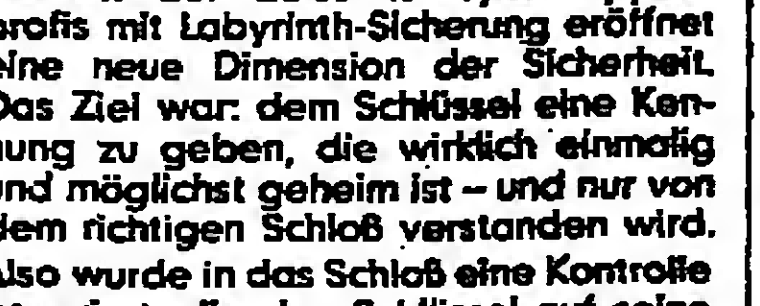 profis mit Labyrinth-Sicherung eröffnet
eine neue Dimension der Sicherheit.
Das Ziel war: dem Schlüssel eine Ken-
nung zu geben, die wirklich einmalig
und möglichst geheim ist – und nur von
dem richtigen Schloß verstanden wird.
Also wurde in das Schloß eine Kontrolle